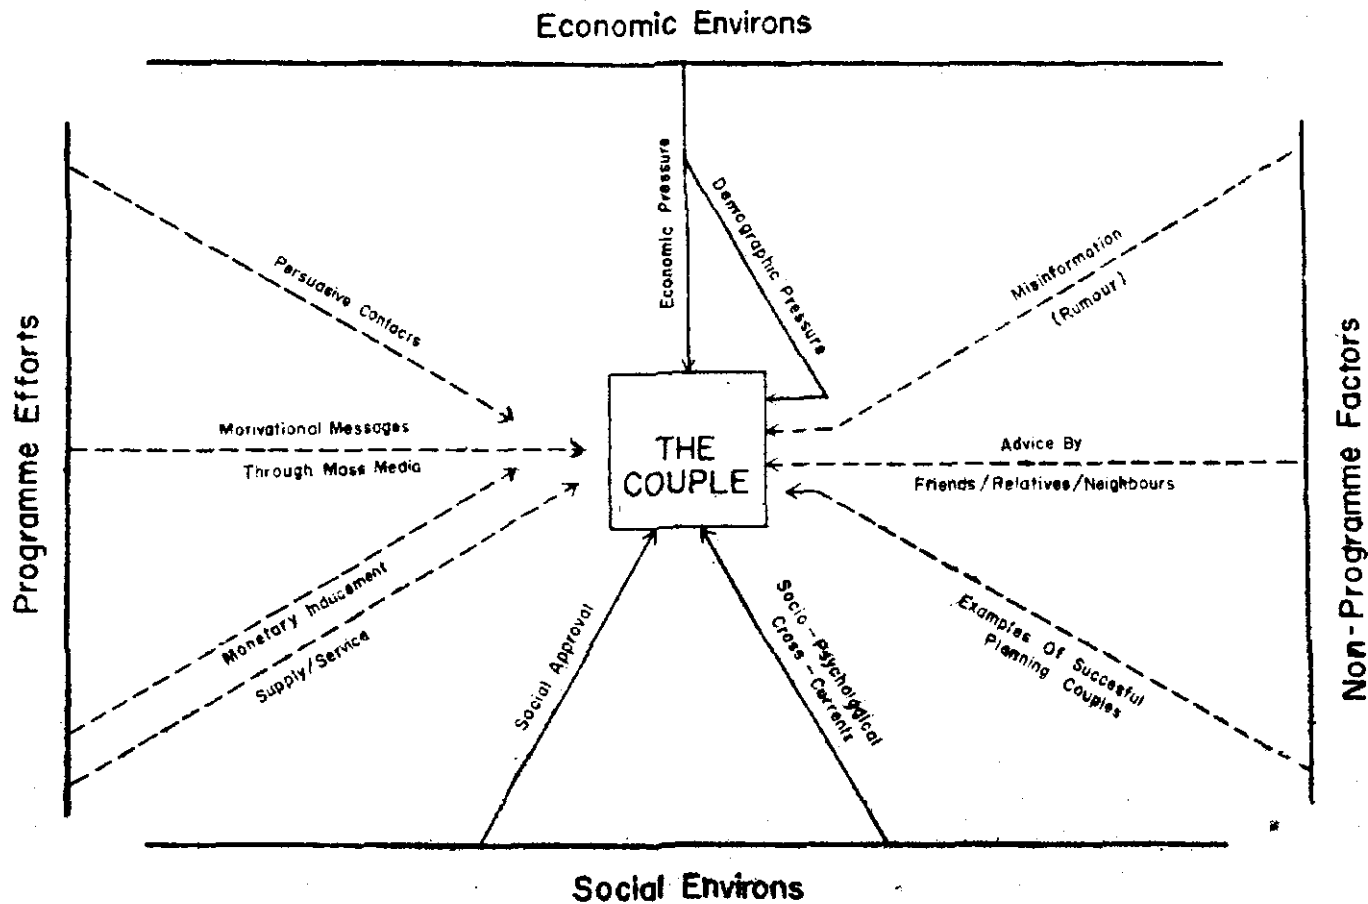 Economic Environs
Economic Pressure
Demographic Pressure
Persuasive Contacts
Misinformation
(Rumour)
Programme Efforts
Non-Programme Factors
Motivational Messages
Through Mass Media
THE
COUPLE
Advice By
Friends/Relatives/Neighbours
Monetary Inducement
Supply/Service
Social Approval
Socio-Psychological
Cross-Currents
Examples Of Succesful
Planning Couples
Social Environs